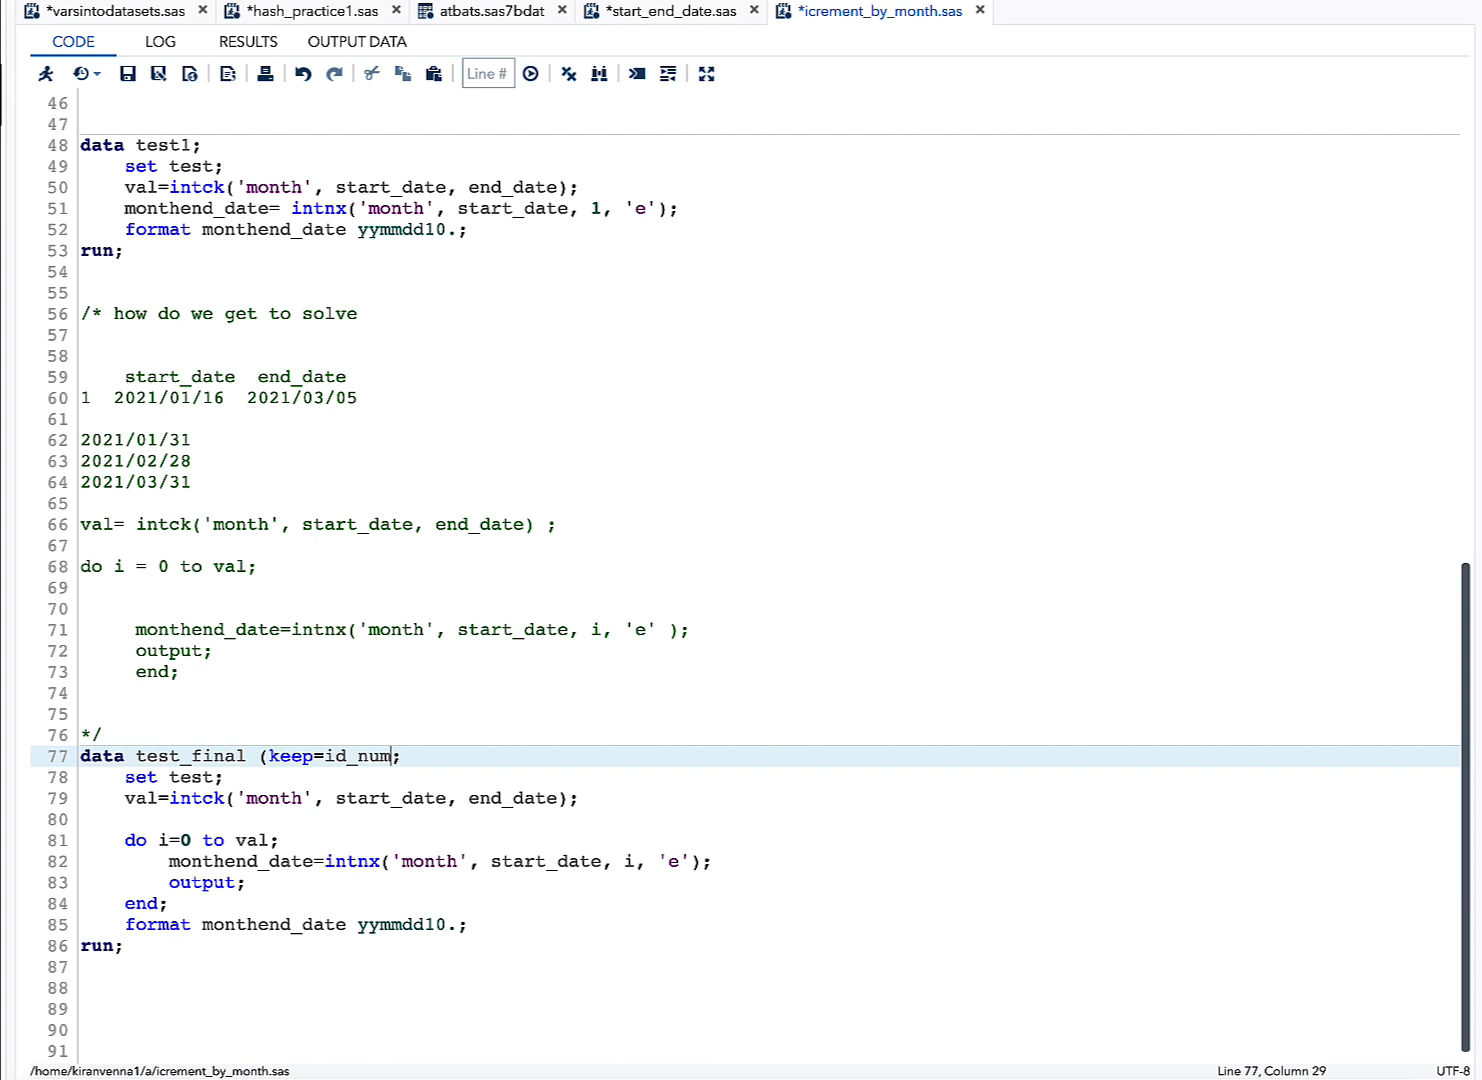 *varsintodatasets.sas × *hash_practice1.sas × atbats.sas7bdat × *start_end_date.sas × *icrement_by_month.sas ×
CODE LOG RESULTS OUTPUT DATA
Line #
46
47
48 data test1;
49 set test;
50 val=intck('month', start_date, end_date);
51 monthend_date= intnx('month', start_date, 1, 'e');
52 format monthend_date yymmdd10.;
53 run;
54
55
56 /* how do we get to solve
57
58
59 start_date end_date
60 1 2021/01/16 2021/03/05
61
62 2021/01/31
63 2021/02/28
64 2021/03/31
65
66 val= intck('month', start_date, end_date) ;
67
68 do i = 0 to val;
69
70
71 monthend_date=intnx('month', start_date, i, 'e' );
72 output;
73 end;
74
75
76 */
77 data test_final (keep=id_num;
78 set test;
79 val=intck('month', start_date, end_date);
80
81 do i=0 to val;
82 monthend_date=intnx('month', start_date, i, 'e');
83 output;
84 end;
85 format monthend_date yymmdd10.;
86 run;
87
88
89
90
91
/home/kiranvenna1/a/icrement_by_month.sas Line 77, Column 29 UTF-8